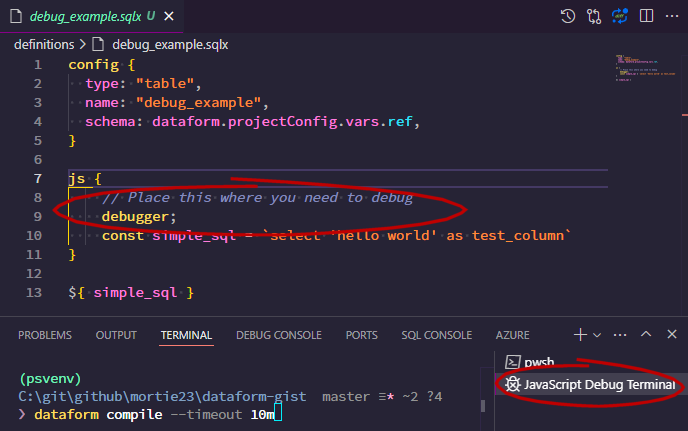 debug_example.sqlx U
definitions > debug_example.sqlx
1 config {
2 type: "table",
3 name: "debug_example",
4 schema: dataform.projectConfig.vars.ref,
5 }
6
7 js {
8 // Place this where you need to debug
9 debugger;
10 const simple_sql = `select 'hello world' as test_column`
11 }
12
13 ${ simple_sql }
PROBLEMS OUTPUT TERMINAL DEBUG CONSOLE PORTS SQL CONSOLE AZURE
pwsh
JavaScript Debug Terminal
(psvenv)
C:\git\github\mortie23\dataform-gist master ≡* ~2 ?4
❯ dataform compile --timeout 10m